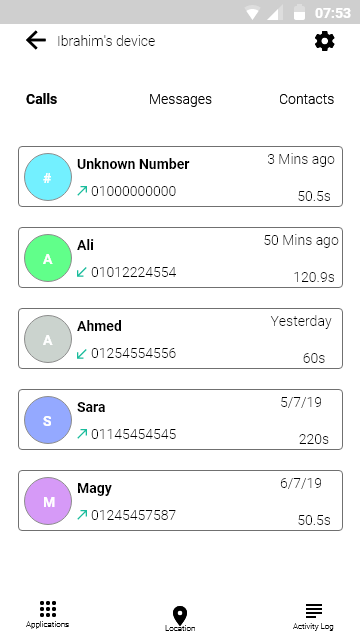 07:53
Ibrahim's device
Calls Messages Contacts
# Unknown Number 3 Mins ago
01000000000 50.5s
A Ali 50 Mins ago
01012224554 120.9s
A Ahmed Yesterday
01254554556 60s
S Sara 5/7/19
01145454545 220s
M Magy 6/7/19
01245457587 50.5s
Applications Location Activity Log